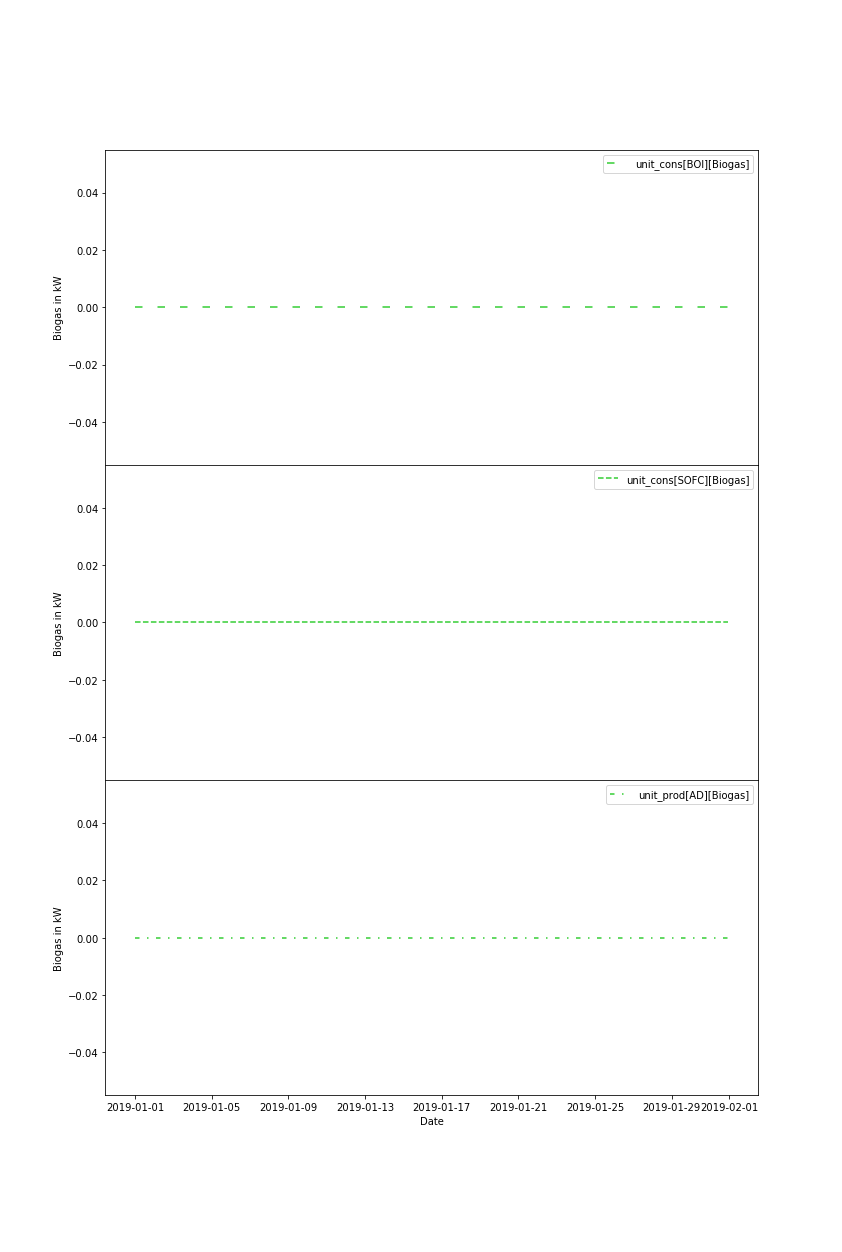 unit_cons[BOI][Biogas]
0.04
0.02
0.00
−0.02
−0.04
Biogas in kW
unit_cons[SOFC][Biogas]
0.04
0.02
0.00
−0.02
−0.04
Biogas in kW
unit_prod[AD][Biogas]
0.04
0.02
0.00
−0.02
−0.04
Biogas in kW
2019-01-01 2019-01-05 2019-01-09 2019-01-13 2019-01-17 2019-01-21 2019-01-25 2019-01-29 2019-02-01
Date